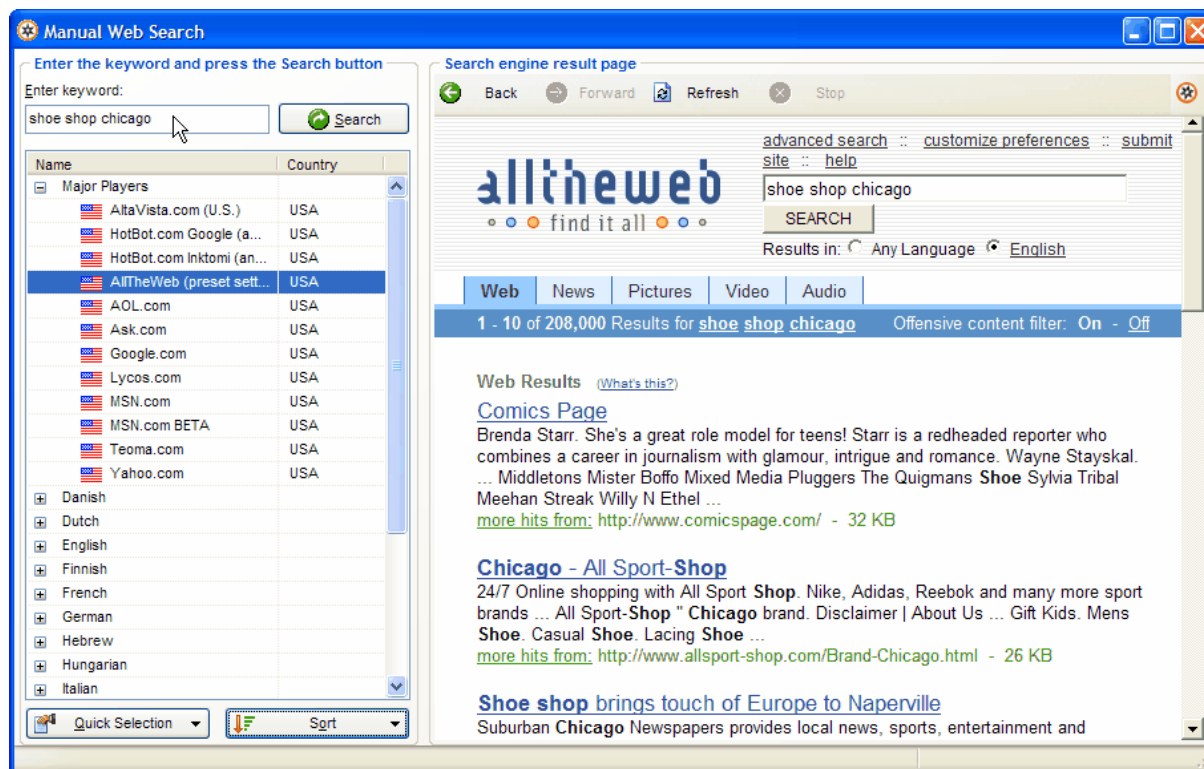 Manual Web Search
Enter the keyword and press the Search button
Enter keyword:
shoe shop chicago
Search
Name Country
Major Players
AltaVista.com (U.S.) USA
HotBot.com Google (a... USA
HotBot.com Inktomi (an... USA
AllTheWeb (preset sett... USA
AOL.com USA
Ask.com USA
Google.com USA
Lycos.com USA
MSN.com USA
MSN.com BETA USA
Teoma.com USA
Yahoo.com USA
Danish
Dutch
English
Finnish
French
German
Hebrew
Hungarian
Italian
Quick Selection
Sort
Search engine result page
Back Forward Refresh Stop
advanced search :: customize preferences :: submit
site :: help
alltheweb
find it all
shoe shop chicago
SEARCH
Results in: Any Language English
Web News Pictures Video Audio
1 - 10 of 208,000 Results for shoe shop chicago Offensive content filter: On - Off
Web Results (What's this?)
Comics Page
Brenda Starr. She's a great role model for teens! Starr is a redheaded reporter who
combines a career in journalism with glamour, intrigue and romance. Wayne Stayskal.
... Middletons Mister Boffo Mixed Media Pluggers The Quigmans Shoe Sylvia Tribal
Meehan Streak Willy N Ethel ...
more hits from: http://www.comicspage.com/ - 32 KB
Chicago - All Sport-Shop
24/7 Online shopping with All Sport Shop. Nike, Adidas, Reebok and many more sport
brands ... All Sport-Shop " Chicago brand. Disclaimer | About Us ... Gift Kids. Mens
Shoe. Casual Shoe. Lacing Shoe ...
more hits from: http://www.allsport-shop.com/Brand-Chicago.html - 26 KB
Shoe shop brings touch of Europe to Naperville
Suburban Chicago Newspapers provides local news, sports, entertainment and